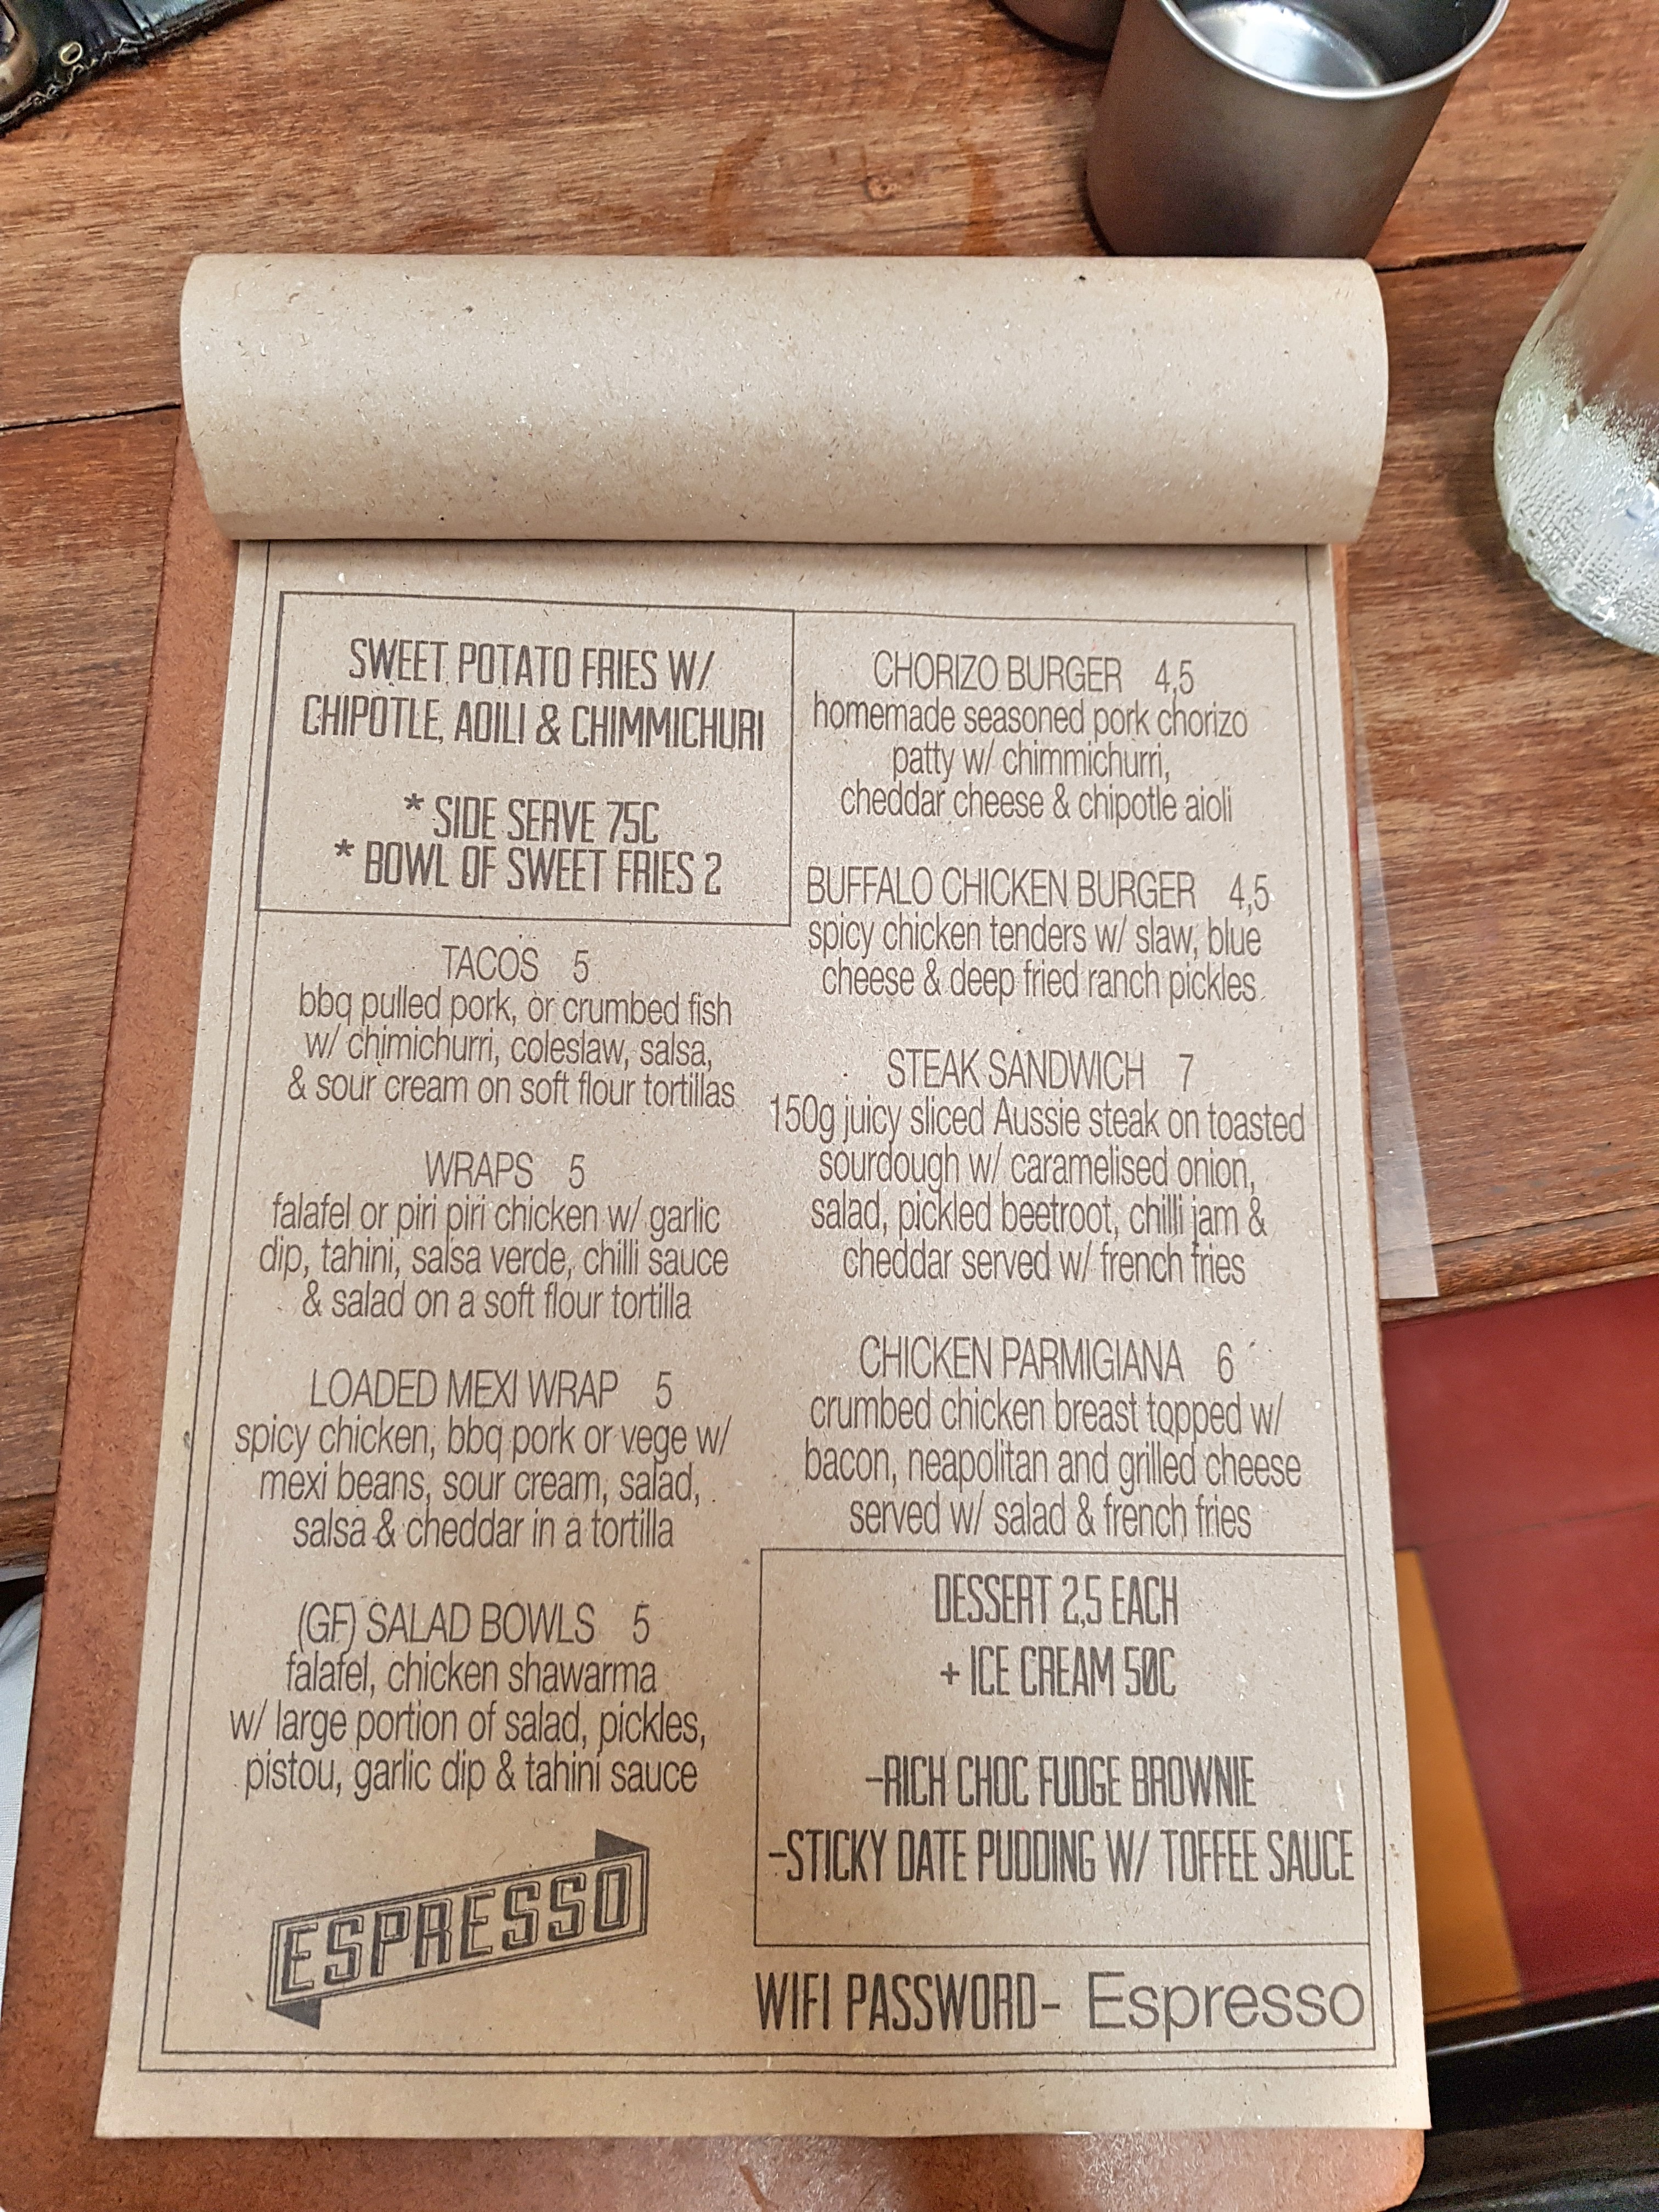 SWEET POTATO FRIES W/
CHIPOTLE, AOILI & CHIMMICHURI
* SIDE SERVE 75C
* BOWL OF SWEET FRIES 2
TACOS 5
bbq pulled pork, or crumbed fish
w/ chimichurri, coleslaw, salsa,
& sour cream on soft flour tortillas
WRAPS 5
falafel or piri piri chicken w/ garlic
dip, tahini, salsa verde, chilli sauce
& salad on a soft flour tortilla
LOADED MEXI WRAP 5
spicy chicken, bbq pork or vege w/
mexi beans, sour cream, salad,
salsa & cheddar in a tortilla
(GF) SALAD BOWLS 5
falafel, chicken shawarma
w/ large portion of salad, pickles,
pistou, garlic dip & tahini sauce
ESPRESSO
CHORIZO BURGER 4,5
homemade seasoned pork chorizo
patty w/ chimmichurri,
cheddar cheese & chipotle aioli
BUFFALO CHICKEN BURGER 4,5
spicy chicken tenders w/ slaw, blue
cheese & deep fried ranch pickles
STEAK SANDWICH 7
150g juicy sliced Aussie steak on toasted
sourdough w/ caramelised onion,
salad, pickled beetroot, chilli jam &
cheddar served w/ french fries
CHICKEN PARMIGIANA 6
crumbed chicken breast topped w/
bacon, neapolitan and grilled cheese
served w/ salad & french fries
DESSERT 2,5 EACH
+ ICE CREAM 50C
-RICH CHOC FUDGE BROWNIE
-STICKY DATE PUDDING W/ TOFFEE SAUCE
WIFI PASSWORD- Espresso